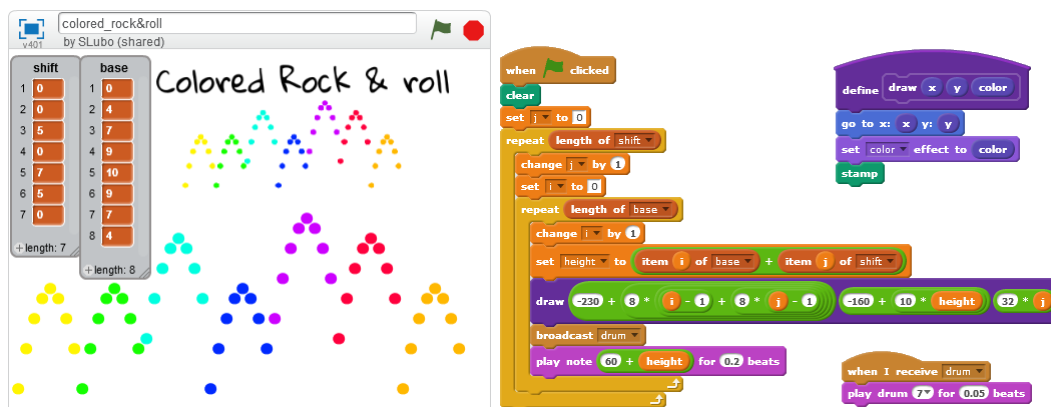 colored_rock&roll
v401
by SLubo (shared)
shift
1 0
2 0
3 5
4 0
5 7
6 5
7 0
length: 7
base
1 0
2 4
3 7
4 9
5 10
6 9
7 7
8 4
length: 8
Colored Rock & roll
when clicked
clear
set j to 0
repeat length of shift
change j by 1
set i to 0
repeat length of base
change i by 1
set height to item i of base + item j of shift
draw -230 + 8 * i - 1 + 8 * j - 1 -160 + 10 * height 32 * j
broadcast drum
play note 60 + height for 0.2 beats
define draw x y color
go to x: x y: y
set color effect to color
stamp
when I receive drum
play drum 7 for 0.05 beats